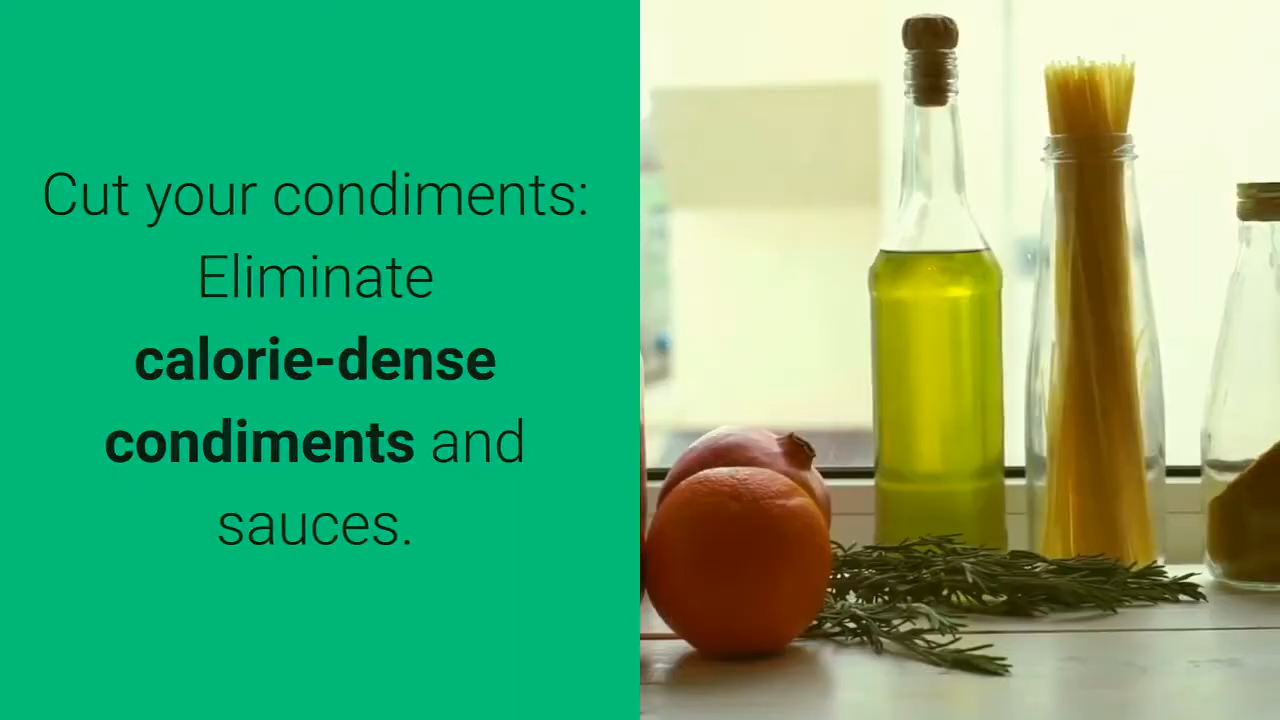 Cut your condiments:
Eliminate
calorie-dense
condiments and
sauces.